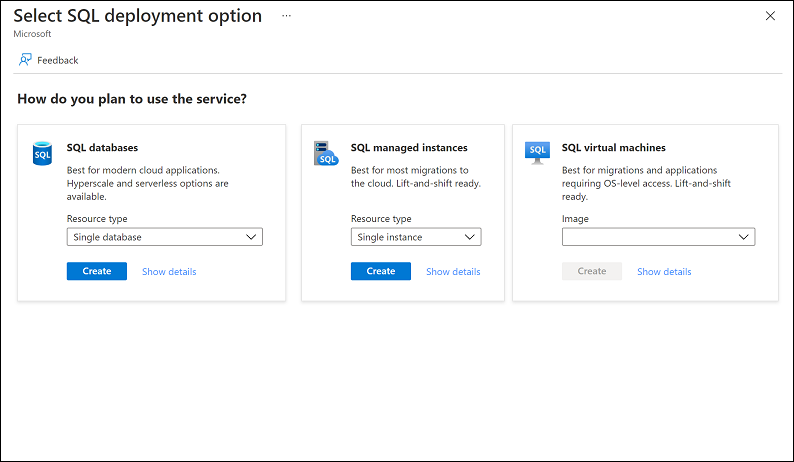 Select SQL deployment option ...
Microsoft
Feedback
How do you plan to use the service?
SQL
SQL databases
Best for modern cloud applications.
Hyperscale and serverless options are
available.
Resource type
Single database
Create Show details
SQL
SQL managed instances
Best for most migrations to
the cloud. Lift-and-shift ready.
Resource type
Single instance
Create Show details
SQL
SQL virtual machines
Best for migrations and applications
requiring OS-level access. Lift-and-shift
ready.
Image
Create Show details